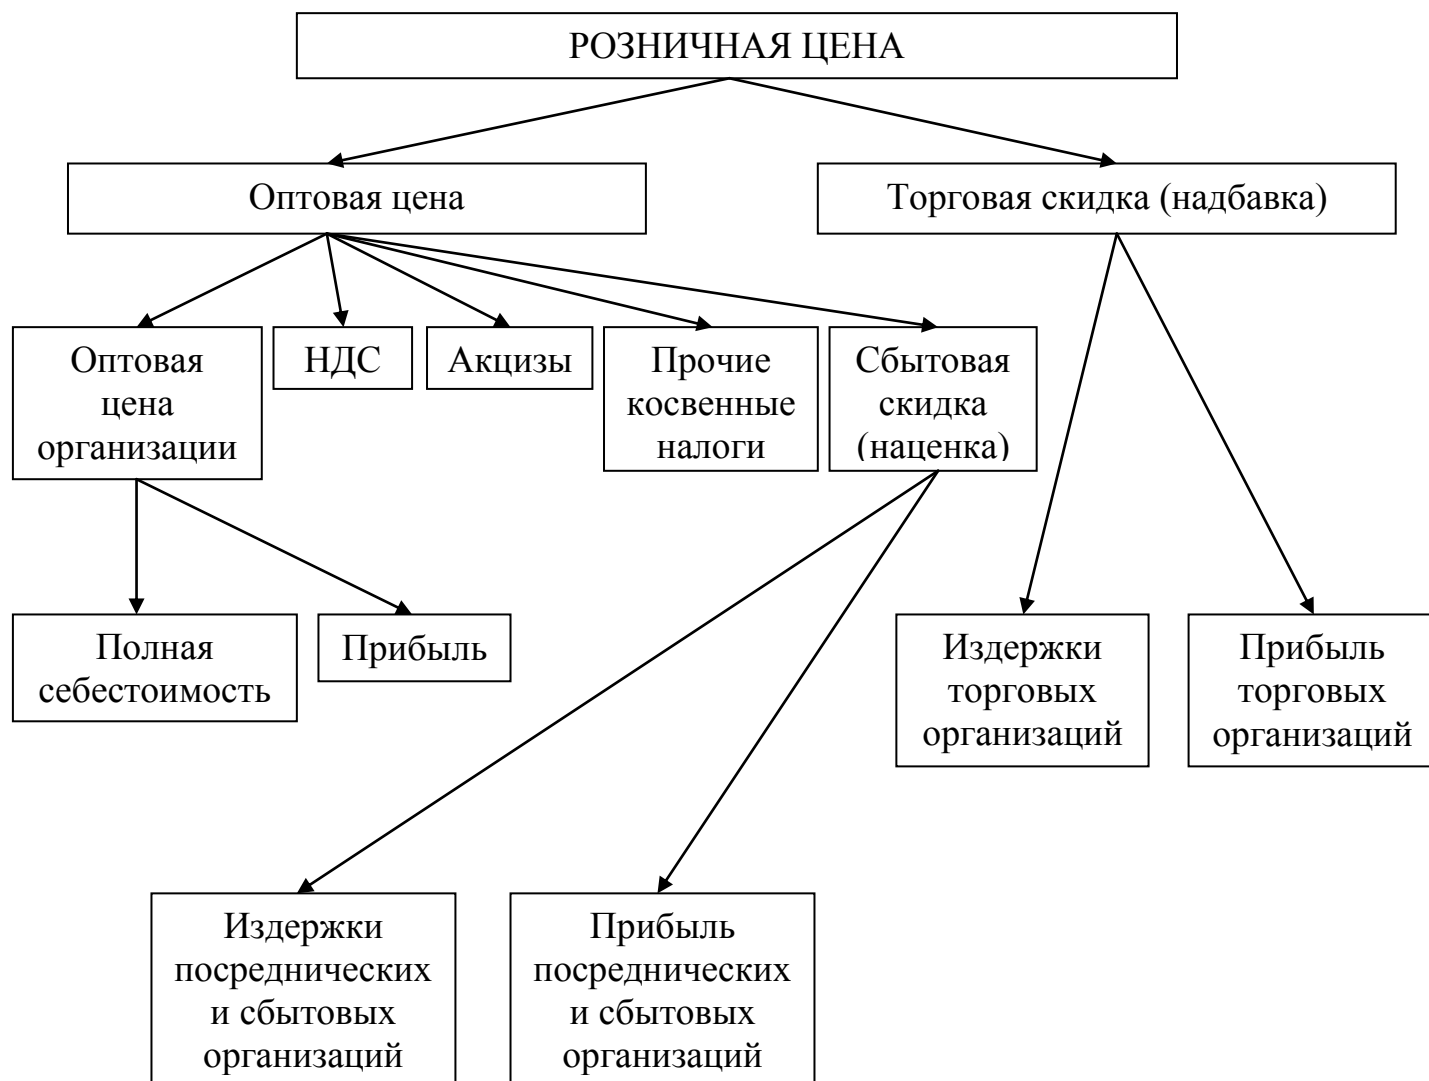 РОЗНИЧНАЯ ЦЕНА
Оптовая цена
Торговая скидка (надбавка)
Оптовая
цена
организации
НДС
Акцизы
Прочие
косвенные
налоги
Сбытовая
скидка
(наценка)
Полная
себестоимость
Прибыль
Издержки
торговых
организаций
Прибыль
торговых
организаций
Издержки
посреднических
и сбытовых
организаций
Прибыль
посреднических
и сбытовых
организаций